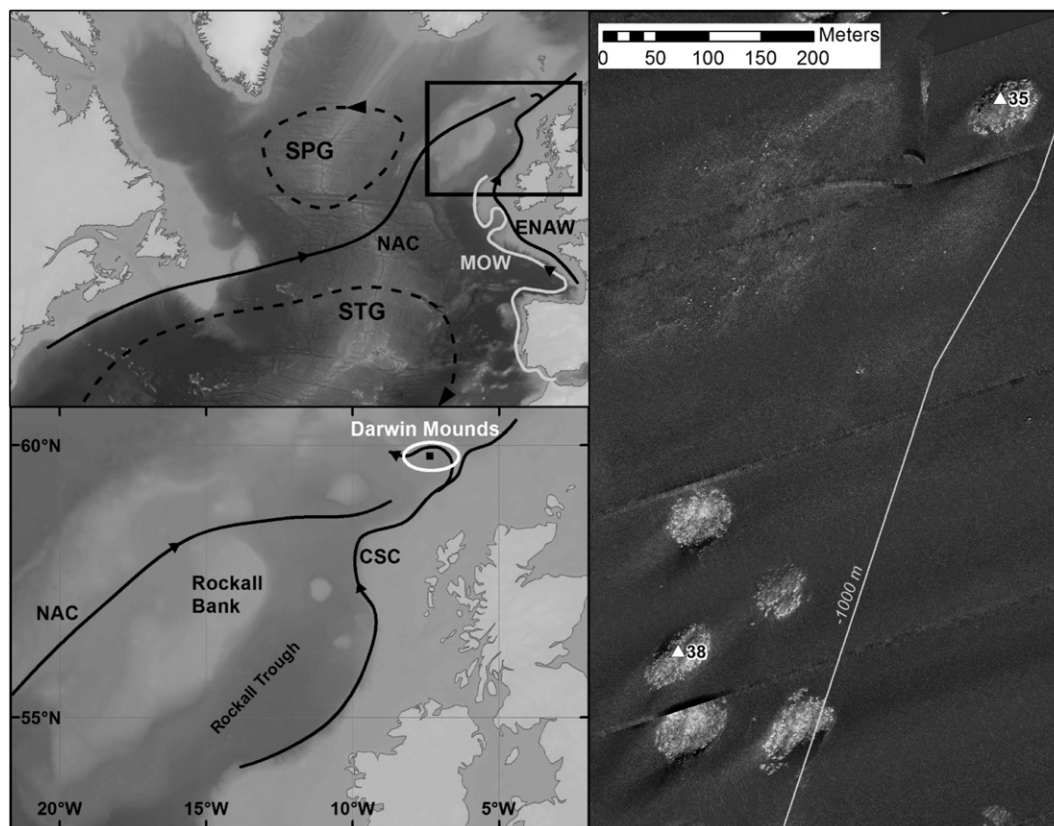 SPG
NAC
ENAW
MOW
STG
60°N
Darwin Mounds
CSC
NAC
Rockall
Bank
Rockall Trough
55°N
20°W
15°W
10°W
5°W
Meters
0 50 100 150 200
35
-1000 m
38